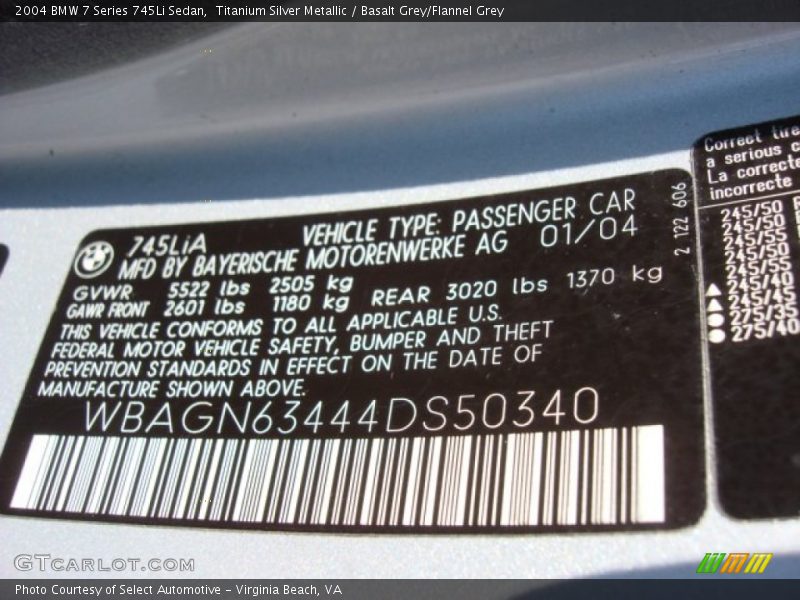 2004 BMW 7 Series 745Li Sedan, Titanium Silver Metallic / Basalt Grey/Flannel Grey
745LiA VEHICLE TYPE: PASSENGER CAR
MFD BY BAYERISCHE MOTORENWERKE AG 01/04
GVWR 5522 lbs 2505 kg
GAWR FRONT 2601 lbs 1180 kg REAR 3020 lbs 1370 kg
THIS VEHICLE CONFORMS TO ALL APPLICABLE U.S.
FEDERAL MOTOR VEHICLE SAFETY, BUMPER AND THEFT
PREVENTION STANDARDS IN EFFECT ON THE DATE OF
MANUFACTURE SHOWN ABOVE.
WBAGN63444DS50340
2 122 606
Correct tire
a serious c
La correcte
incorrecte
245/50
245/50
245/55
245/50
245/55
245/40
245/45
275/35
275/40
GTCARLOT.COM
Photo Courtesy of Select Automotive – Virginia Beach, VA